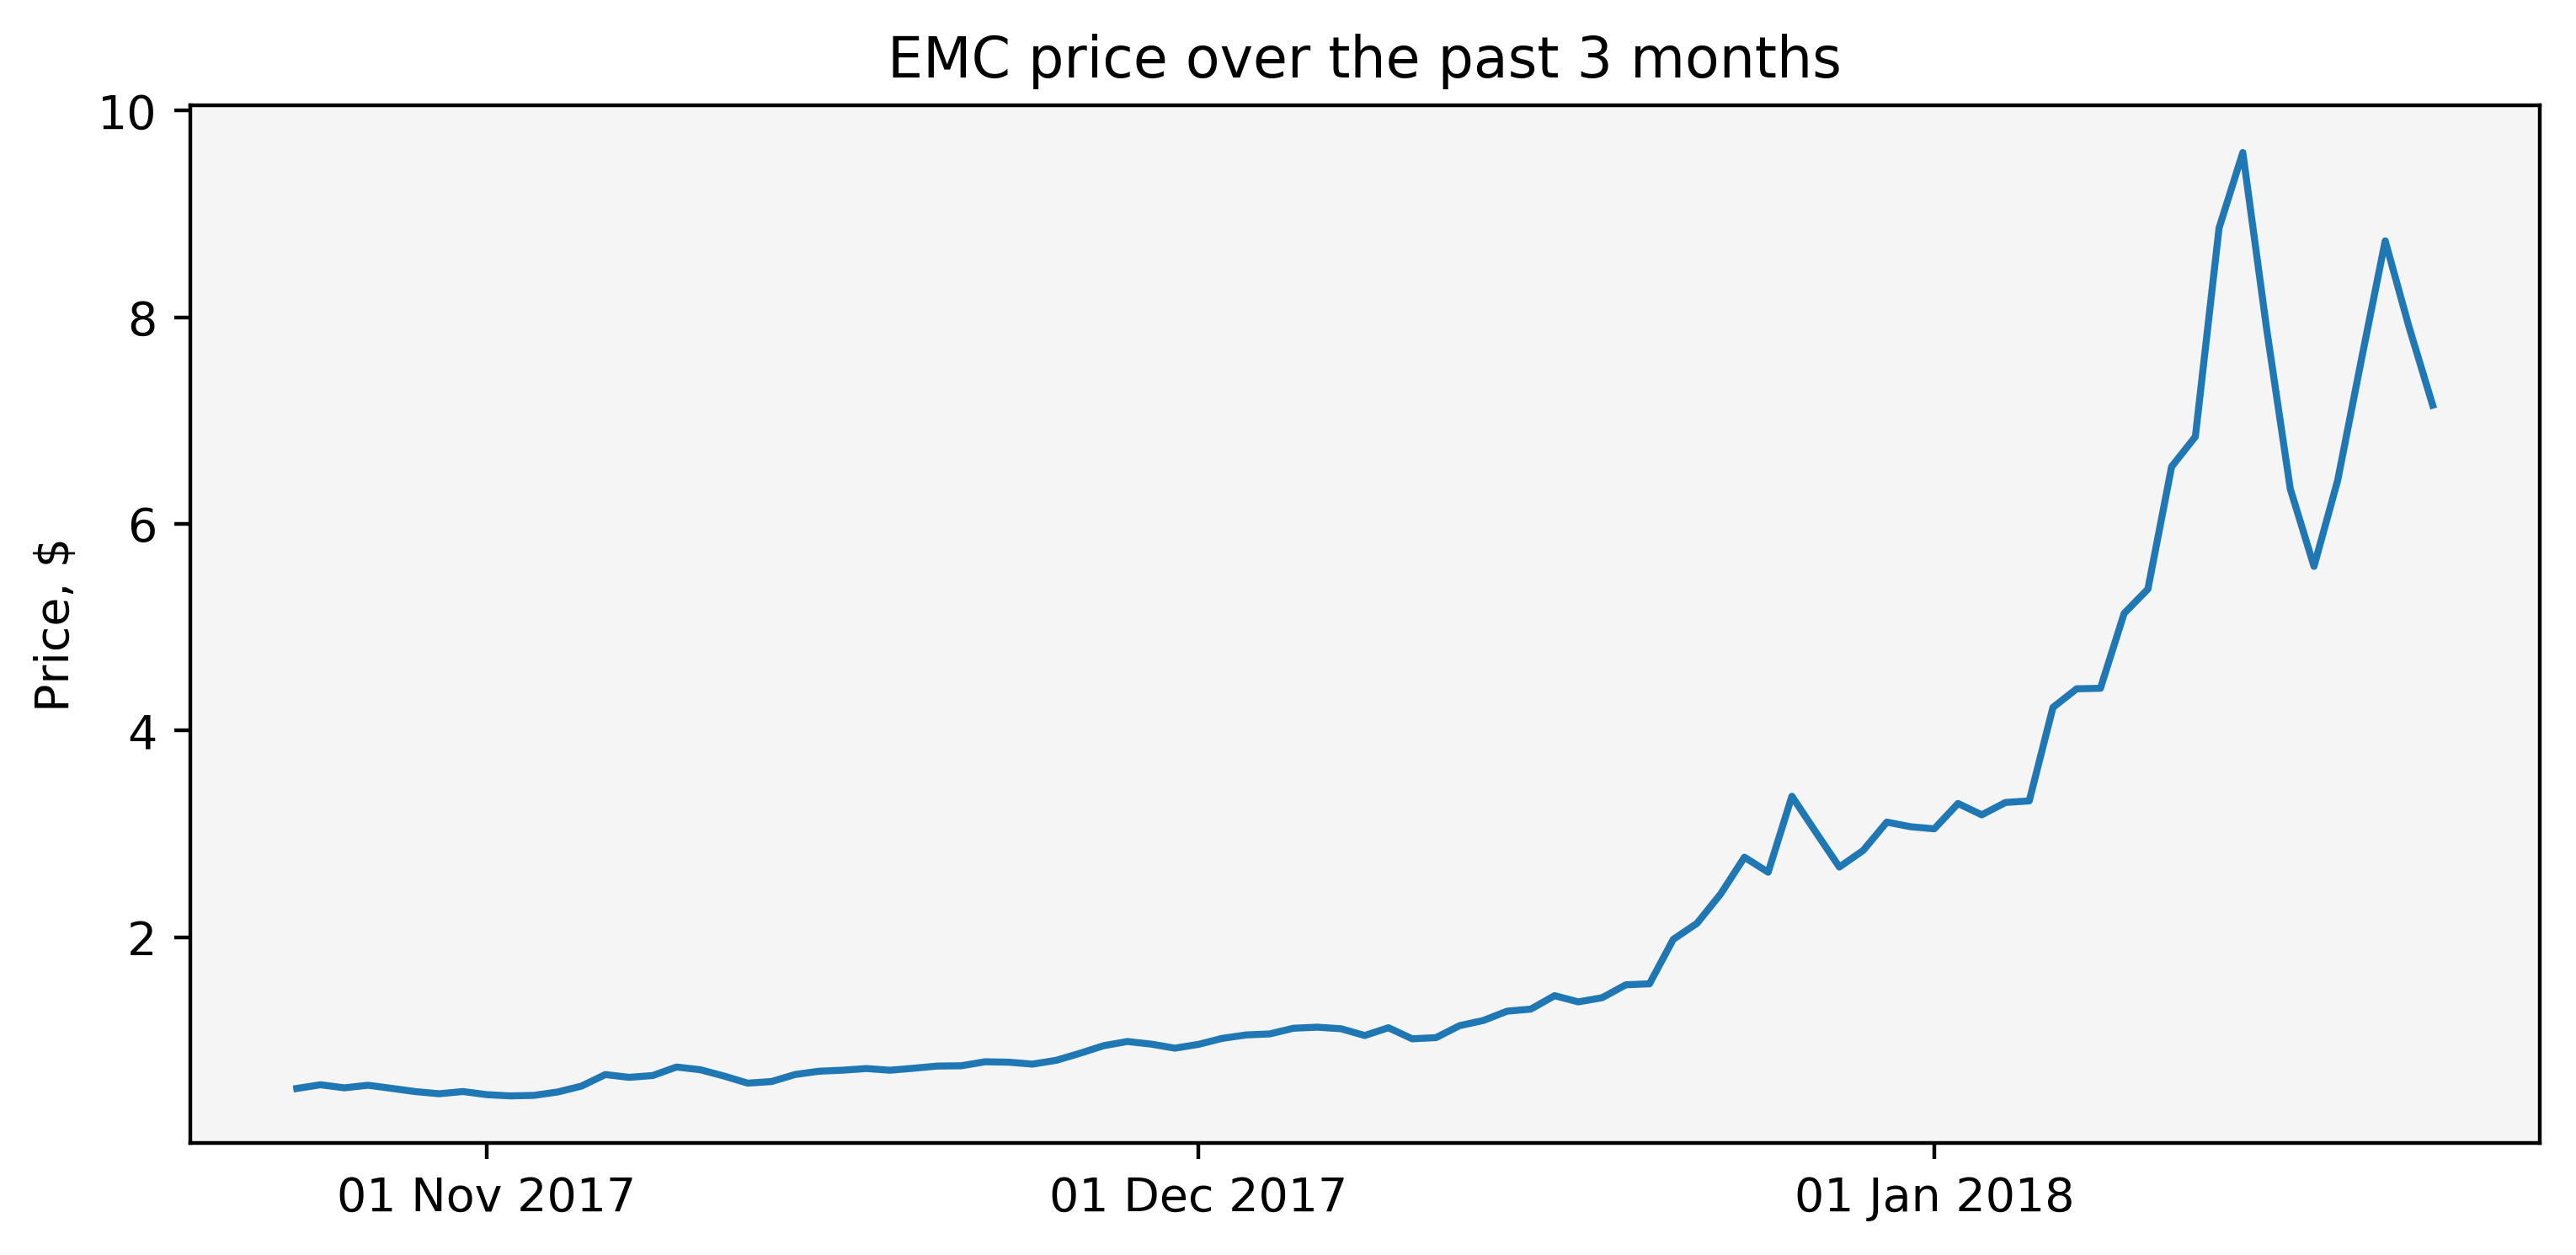 EMC price over the past 3 months
10
8
6
4
2
Price, $
01 Nov 2017
01 Dec 2017
01 Jan 2018